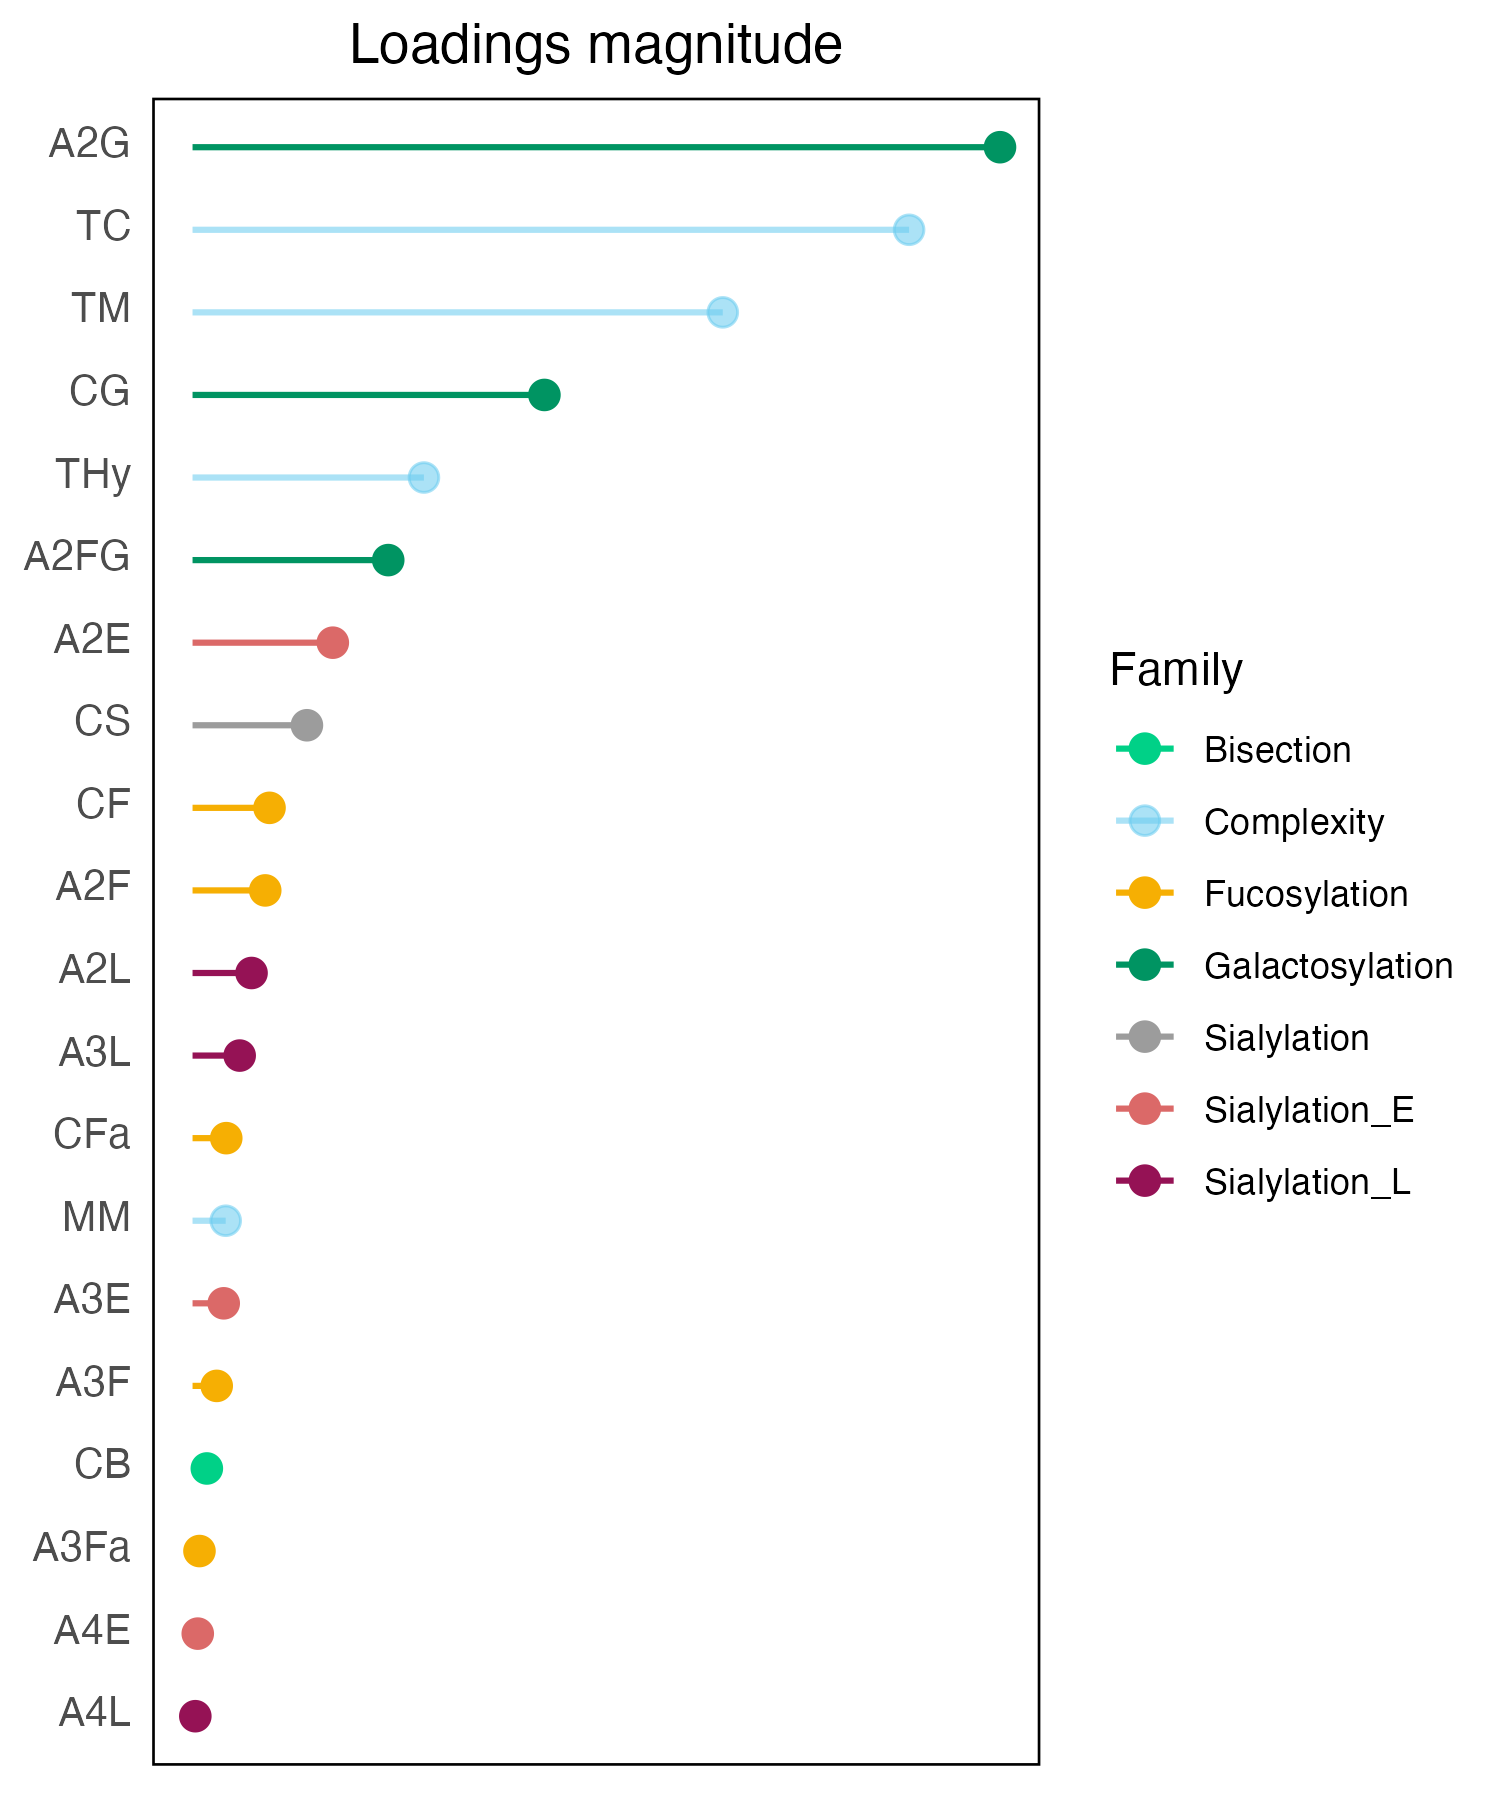 Loadings magnitude
A2G
TC
TM
CG
THy
A2FG
A2E
CS
CF
A2F
A2L
A3L
CFa
MM
A3E
A3F
CB
A3Fa
A4E
A4L
Family
Bisection
Complexity
Fucosylation
Galactosylation
Sialylation
Sialylation_E
Sialylation_L